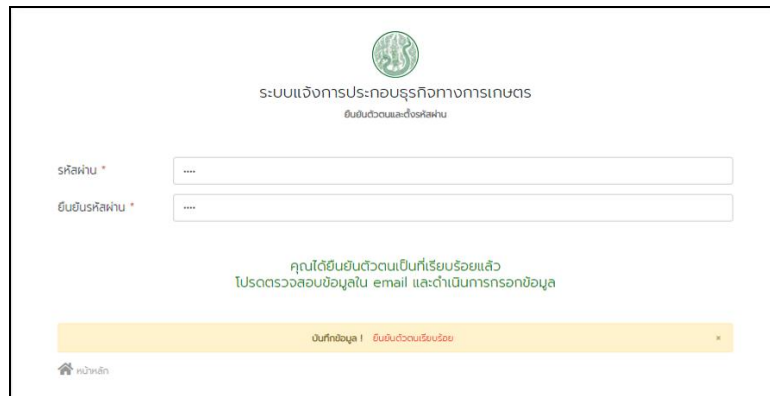 ระบบแจ้งการประกอบธุรกิจทางการเกษตร
ยืนยันตัวตนและตั้งรหัสผ่าน
รหัสผ่าน * ····
ยืนยันรหัสผ่าน * ····
คุณได้ยืนยันตัวตนเป็นที่เรียบร้อยแล้ว
โปรดตรวจสอบข้อมูลใน email และดำเนินการกรอกข้อมูล
บันทึกข้อมูล ! ยืนยันตัวตนเรียบร้อย ×
หน้าหลัก